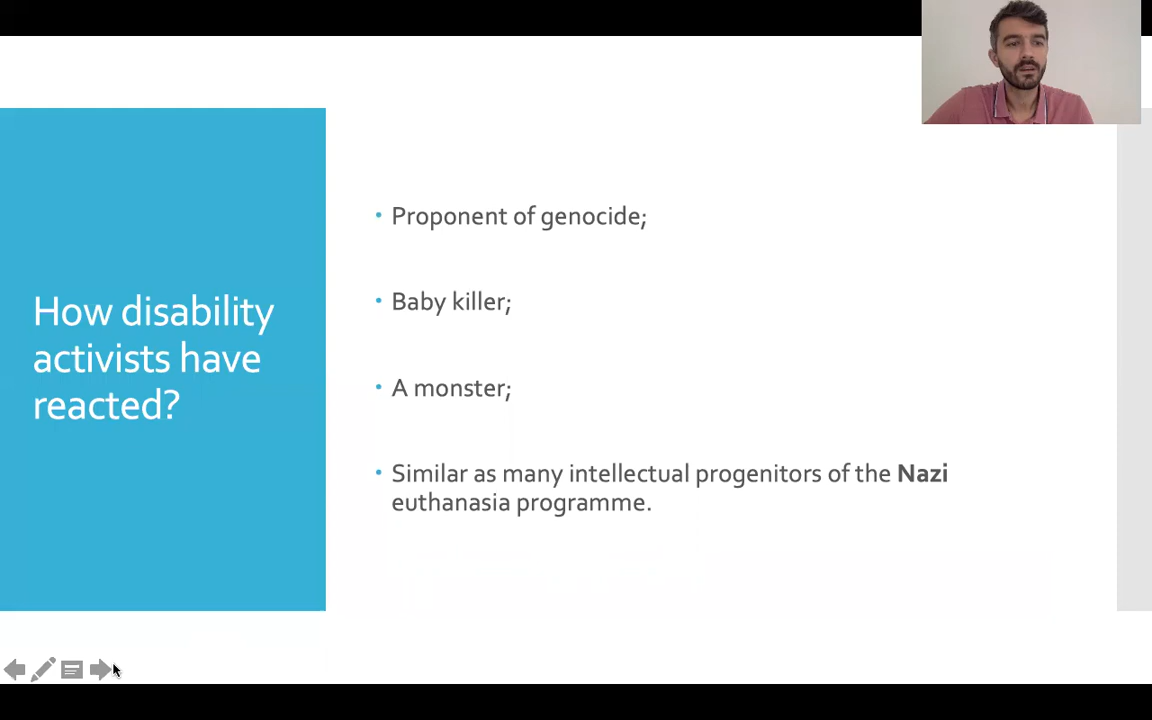 How disability
activists have
reacted?
• Proponent of genocide;
• Baby killer;
• A monster;
• Similar as many intellectual progenitors of the Nazi
euthanasia programme.